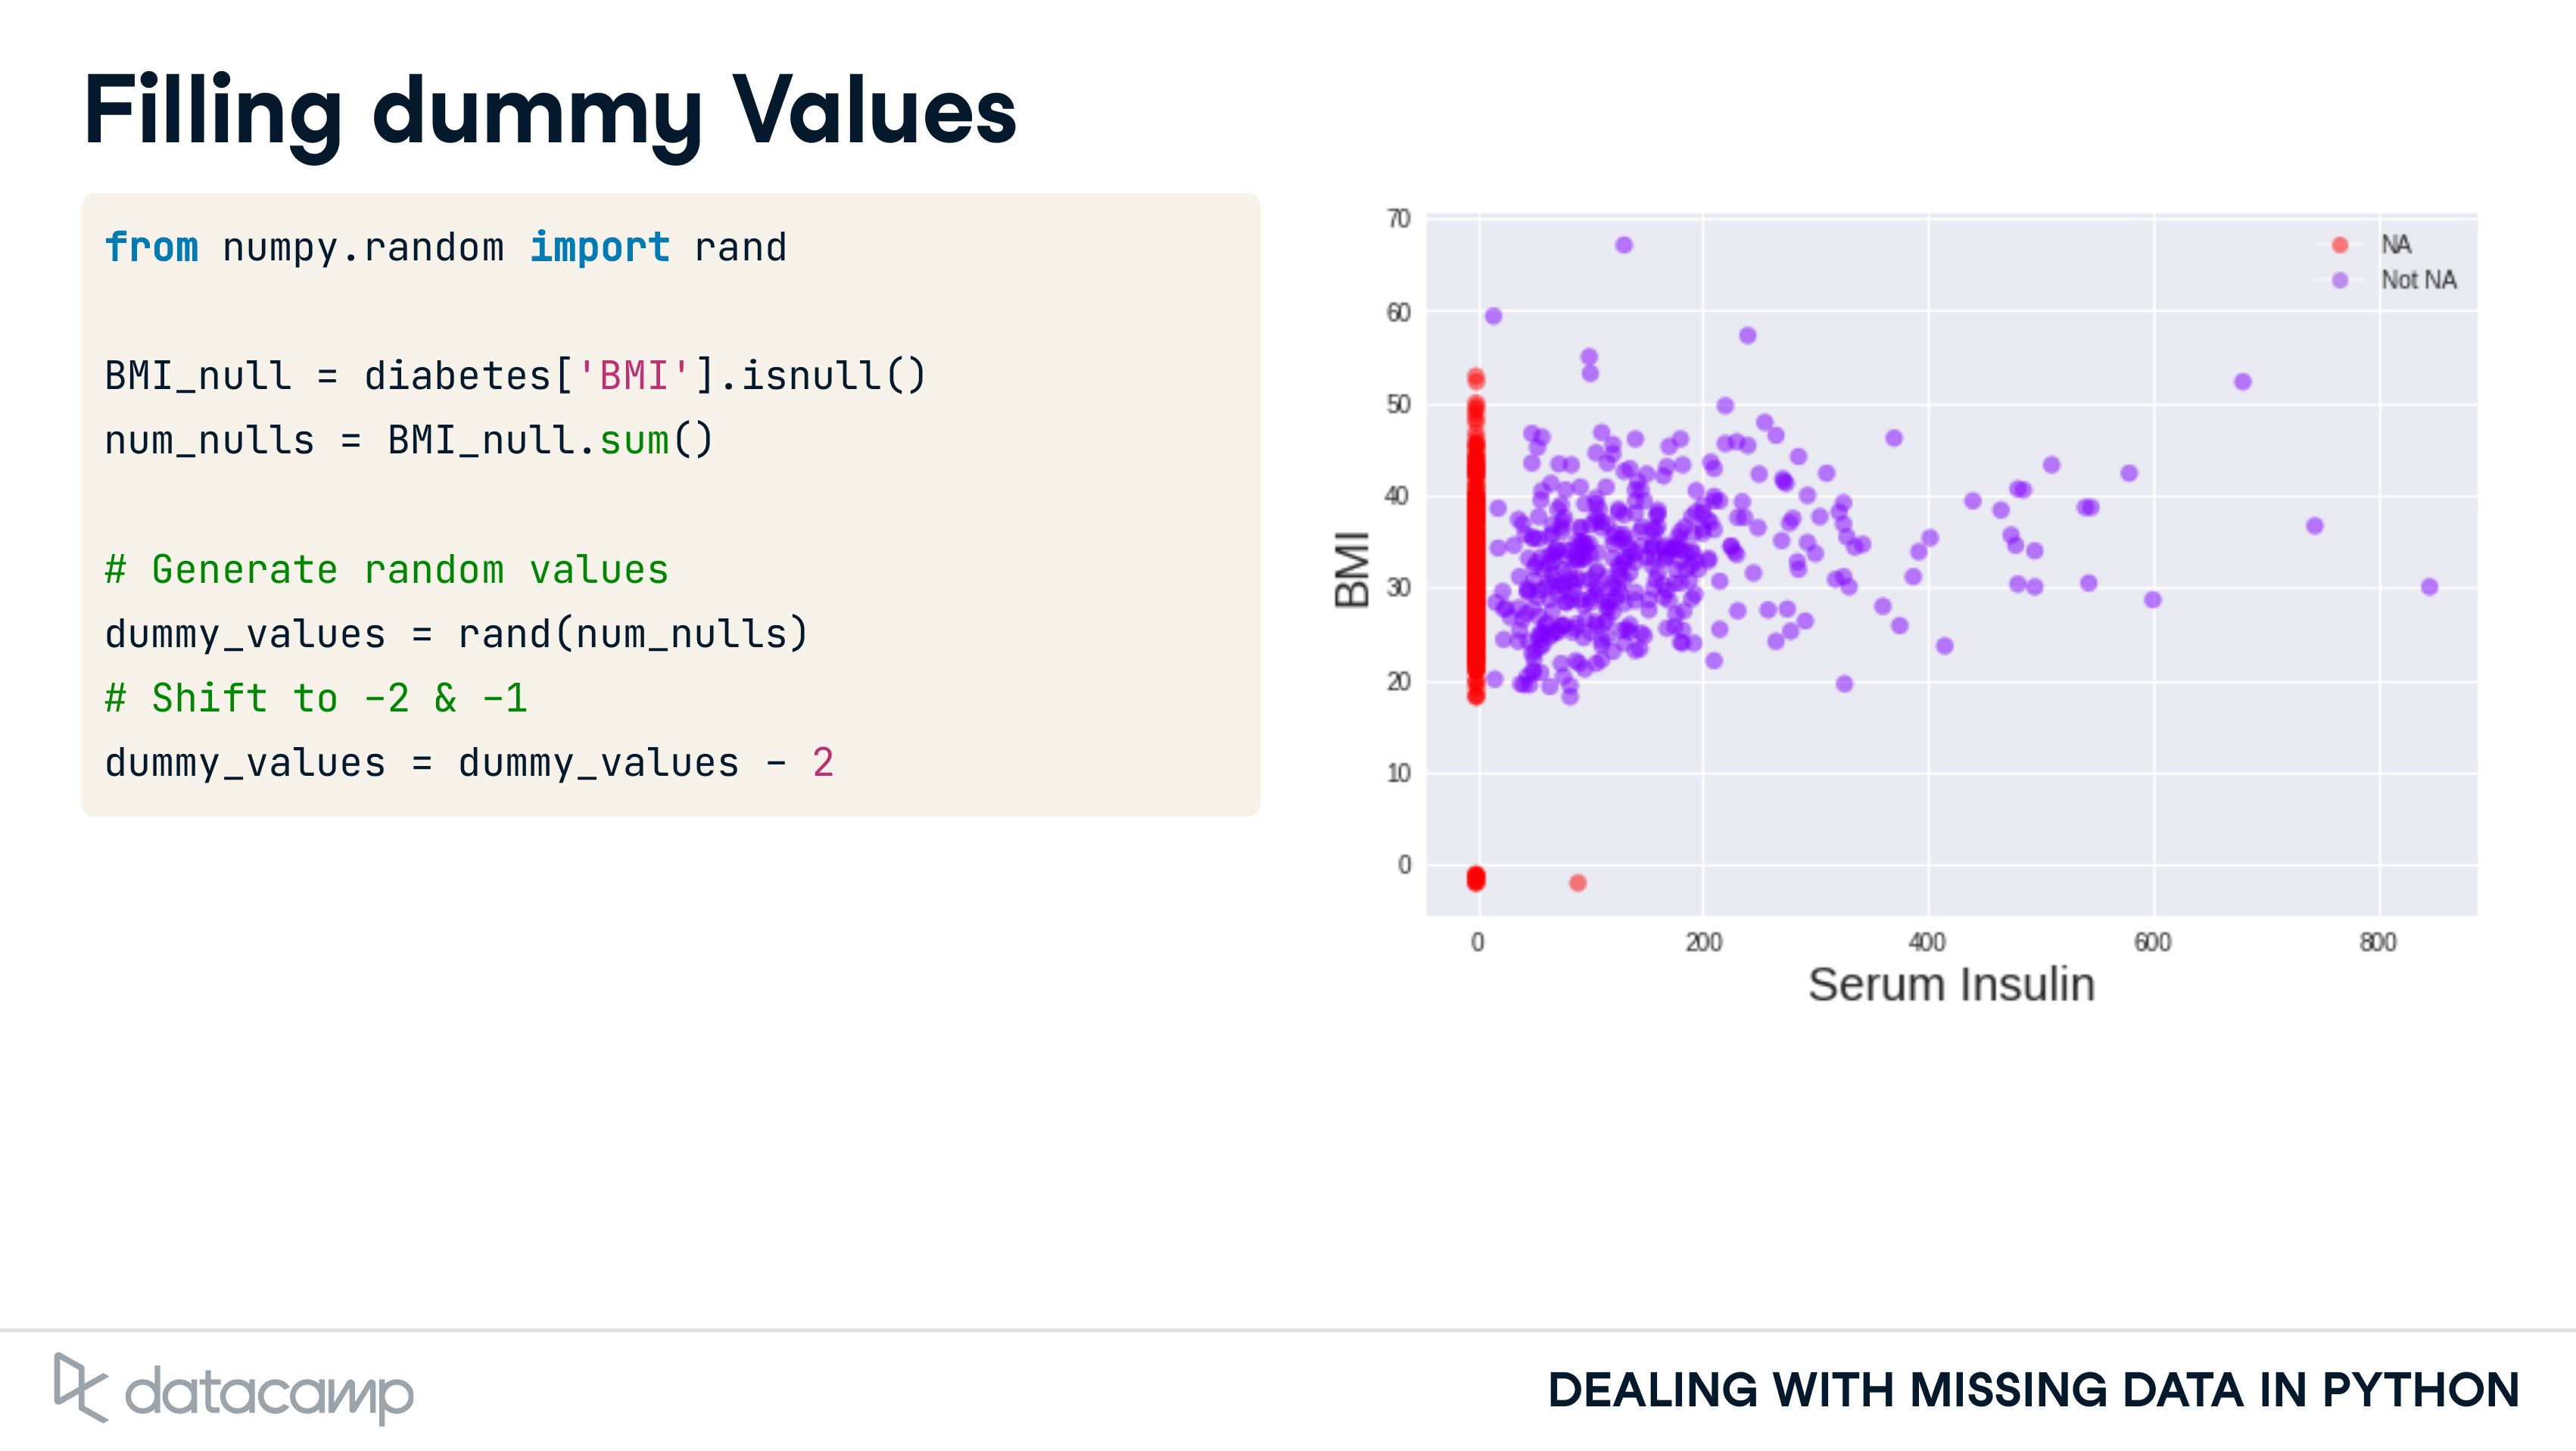 Filling dummy Values
from numpy.random import rand
BMI_null = diabetes['BMI'].isnull()
num_nulls = BMI_null.sum()
# Generate random values
dummy_values = rand(num_nulls)
# Shift to -2 & -1
dummy_values = dummy_values - 2
70
60
50
40
30
20
10
0
BMI
NA
Not NA
0 200 400 600 800
Serum Insulin
datacamp
DEALING WITH MISSING DATA IN PYTHON